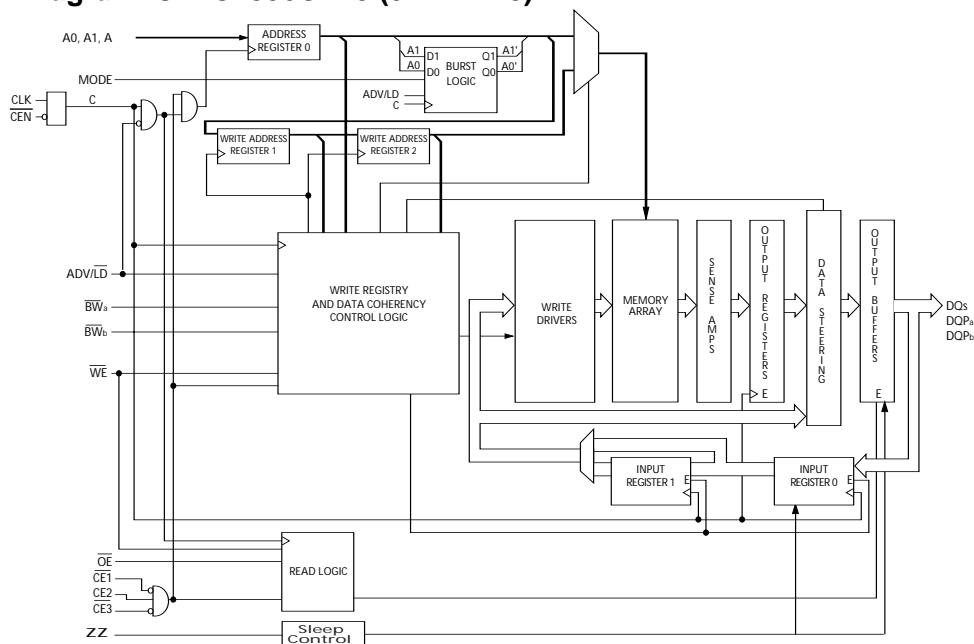 A0, A1, A
ADDRESS
REGISTER 0
A1
D1
Q1
A1'
A0
D0
Q0
A0'
BURST
LOGIC
MODE
ADV/LD
C
CLK
CEN
C
WRITE ADDRESS
REGISTER 1
WRITE ADDRESS
REGISTER 2
ADV/LD
BWa
BWb
WE
WRITE REGISTRY
AND DATA COHERENCY
CONTROL LOGIC
WRITE
DRIVERS
MEMORY
ARRAY
SENSE AMPS
OUTPUT REGISTERS
E
DATA STEERING
OUTPUT BUFFERS
E
DQs
DQPa
DQPb
INPUT
REGISTER 1
E
INPUT
REGISTER 0
E
OE
CE1
CE2
CE3
READ LOGIC
ZZ
Sleep
Control